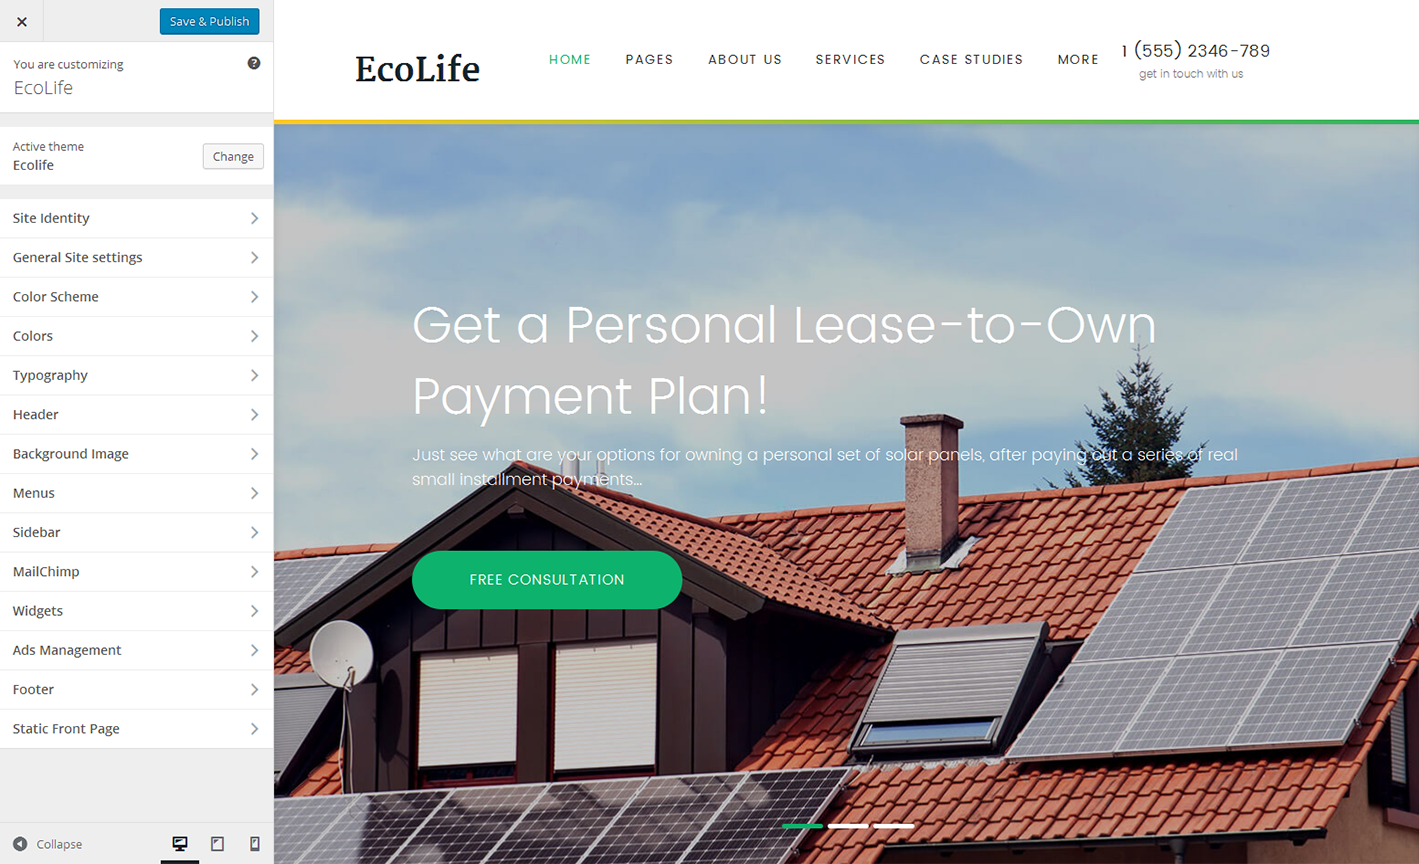 Save & Publish
You are customizing
EcoLife
Active theme
Ecolife
Change
Site Identity
General Site settings
Color Scheme
Colors
Typography
Header
Background Image
Menus
Sidebar
MailChimp
Widgets
Ads Management
Footer
Static Front Page
Collapse
EcoLife
HOME PAGES ABOUT US SERVICES CASE STUDIES MORE
1 (555) 2346-789
get in touch with us
Get a Personal Lease-to-Own
Payment Plan!
Just see what are your options for owning a personal set of solar panels, after paying out a series of real
small installment payments...
FREE CONSULTATION